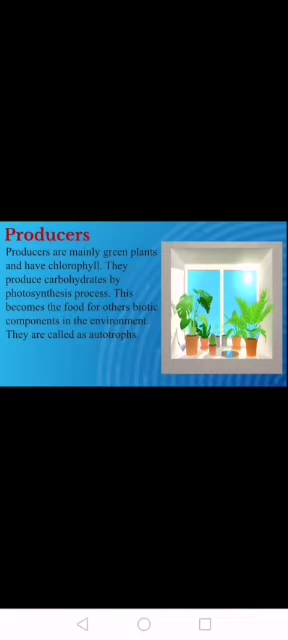 Producers
Producers are mainly green plants
and have chlorophyll. They
produce carbohydrates by
photosynthesis process. This
becomes the food for others biotic
components in the environment.
They are called as autotrophs.